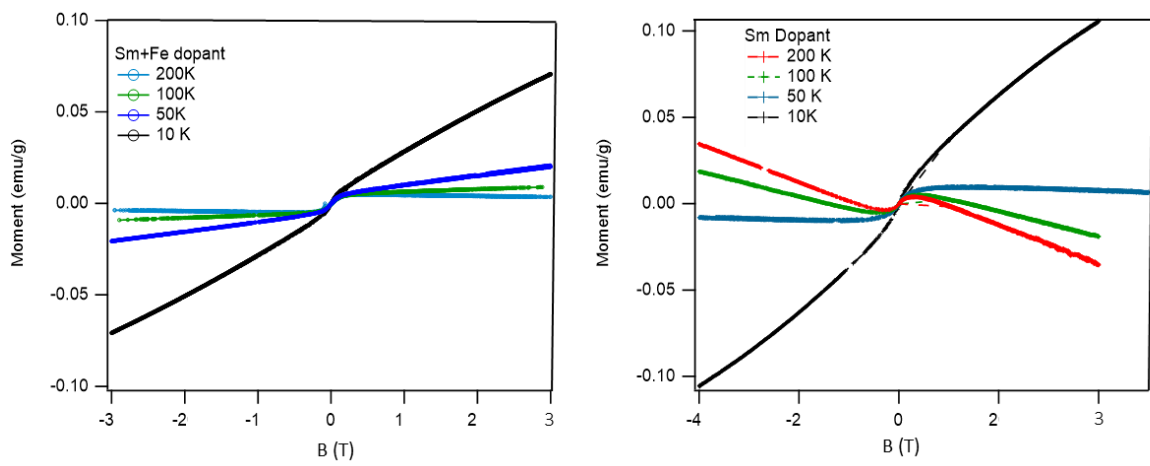 Sm+Fe dopant
200K
100K
50K
10 K
Moment (emu/g)
0.10
0.05
0.00
-0.05
-0.10
-3
-2
-1
0
1
2
3
B (T)
Sm Dopant
200 K
100 K
50 K
10K
Moment (emu/g)
0.10
0.05
0.00
-0.05
-0.10
-4
-2
0
2
3
B (T)